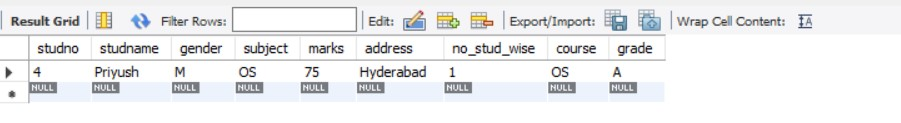 Result Grid Filter Rows: Edit: Export/Import: Wrap Cell Content: IA
studno studname gender subject marks address no_stud_wise course grade
4 Priyush M OS 75 Hyderabad 1 OS A
NULL NULL NULL NULL NULL NULL NULL NULL NULL